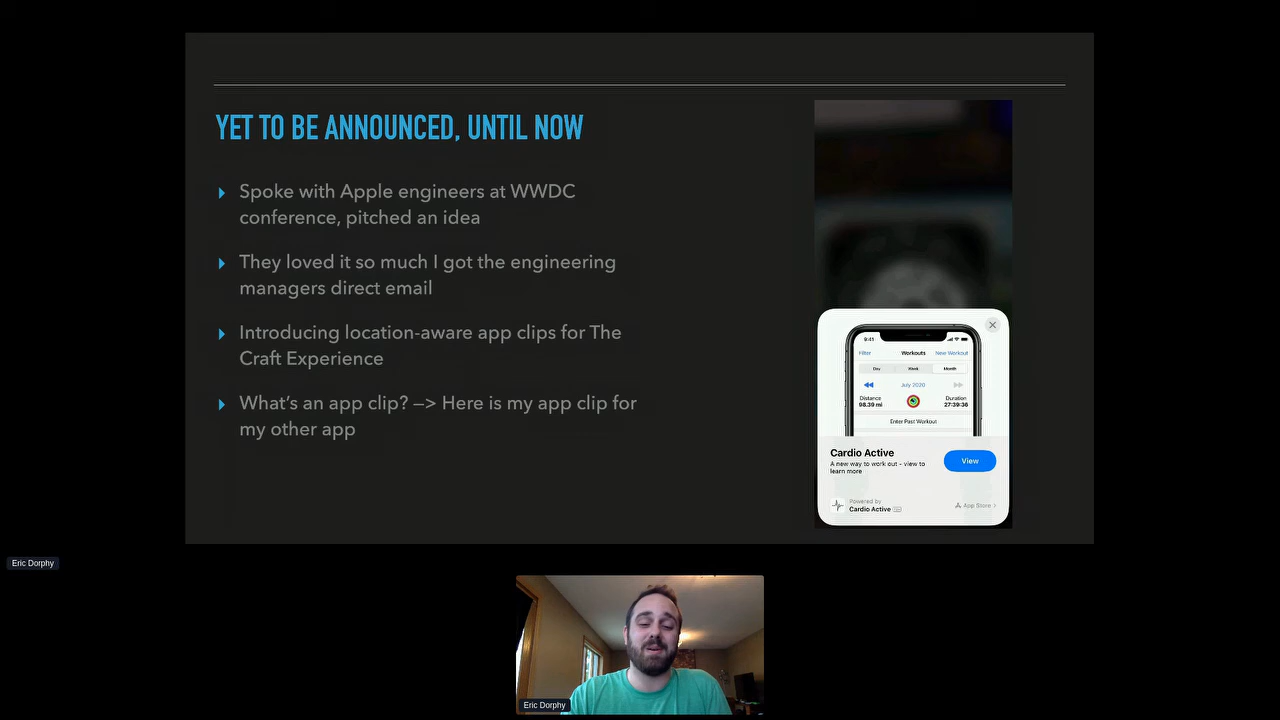 YET TO BE ANNOUNCED, UNTIL NOW
Spoke with Apple engineers at WWDC
conference, pitched an idea
They loved it so much I got the engineering
managers direct email
Introducing location-aware app clips for The
Craft Experience
What's an app clip? —> Here is my app clip for
my other app
9:41
Filter Workouts New Workout
Day Week Month
July 2020
Distance Duration
98.39 mi 27:39:36
Enter Past Workout
Cardio Active
A new way to work out - view to
learn more
View
Powered by
Cardio Active
App Store
Eric Dorphy
Eric Dorphy